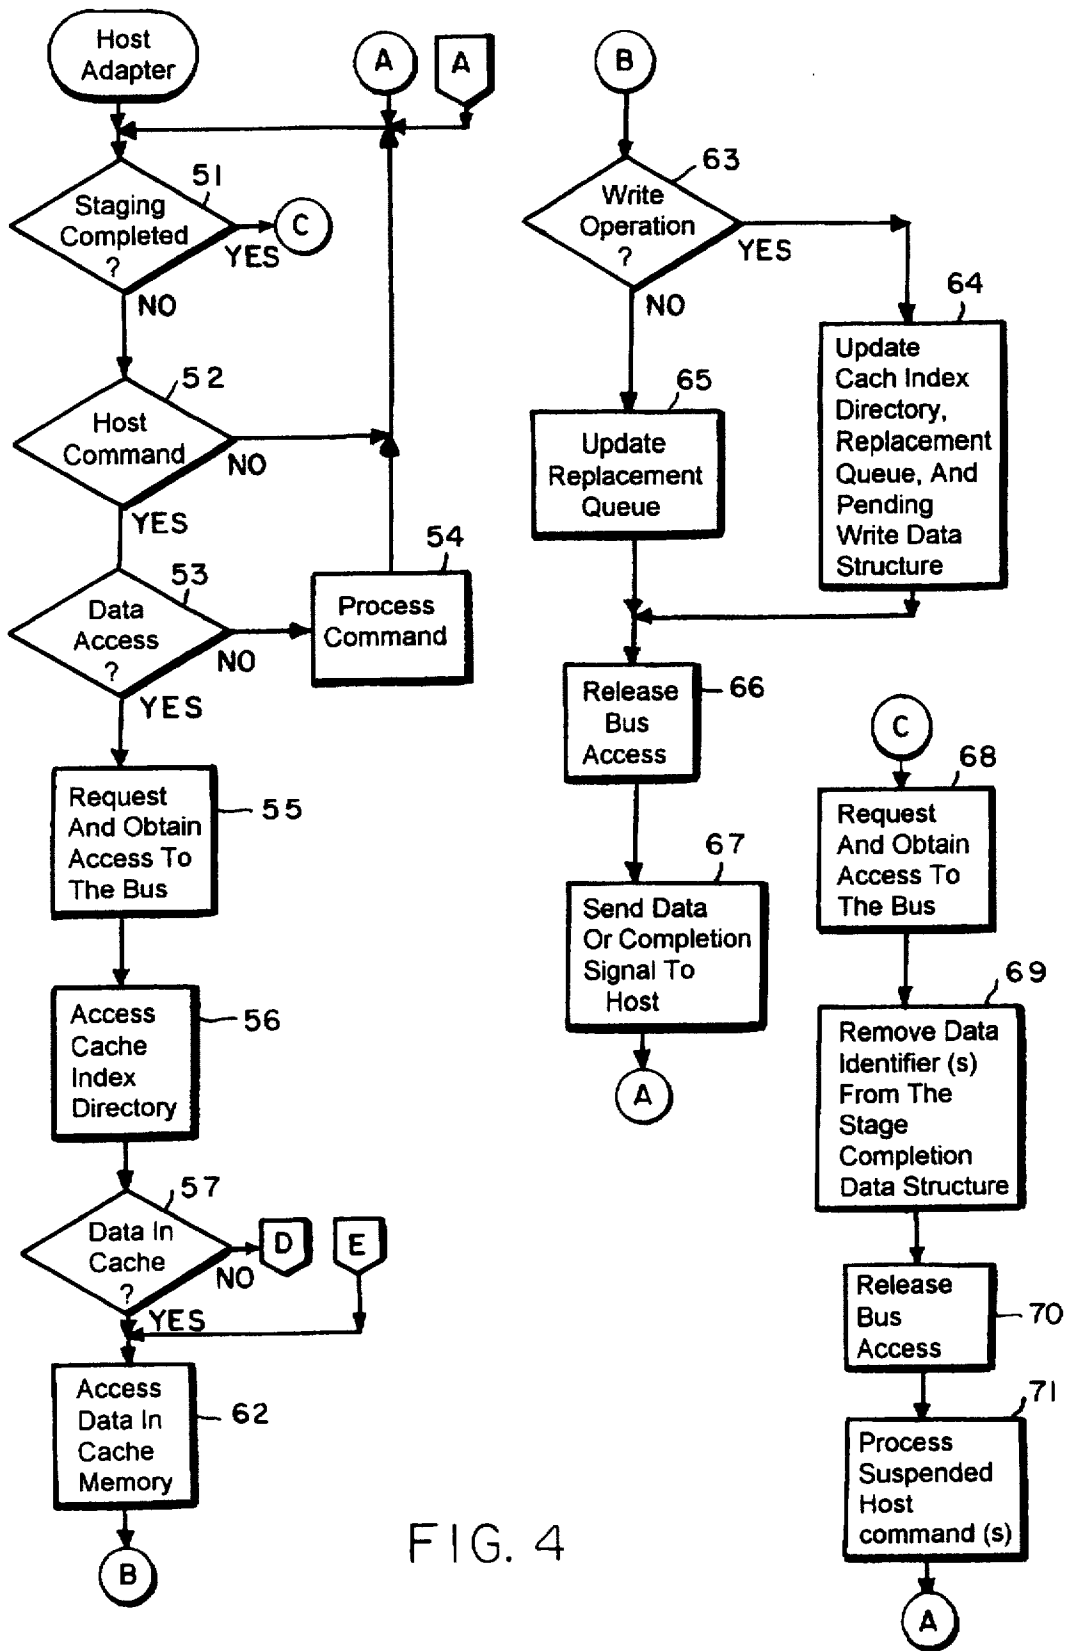 Host
Adapter
A
A
51
Staging
Completed
?
YES
C
NO
52
Host
Command
NO
YES
53
Data
Access
?
NO
YES
54
Process
Command
Request
And Obtain
Access To
The Bus
55
Access
Cache
Index
Directory
56
57
Data In
Cache
?
NO
D
E
YES
Access
Data In
Cache
Memory
62
B
B
63
Write
Operation
?
YES
NO
64
Update
Cach Index
Directory,
Replacement
Queue, And
Pending
Write Data
Structure
65
Update
Replacement
Queue
Release
Bus
Access
66
67
Send Data
Or Completion
Signal To
Host
A
C
68
Request
And Obtain
Access To
The Bus
69
Remove Data
Identifier (s)
From The
Stage
Completion
Data Structure
Release
Bus
Access
70
71
Process
Suspended
Host
command (s)
A
FIG. 4